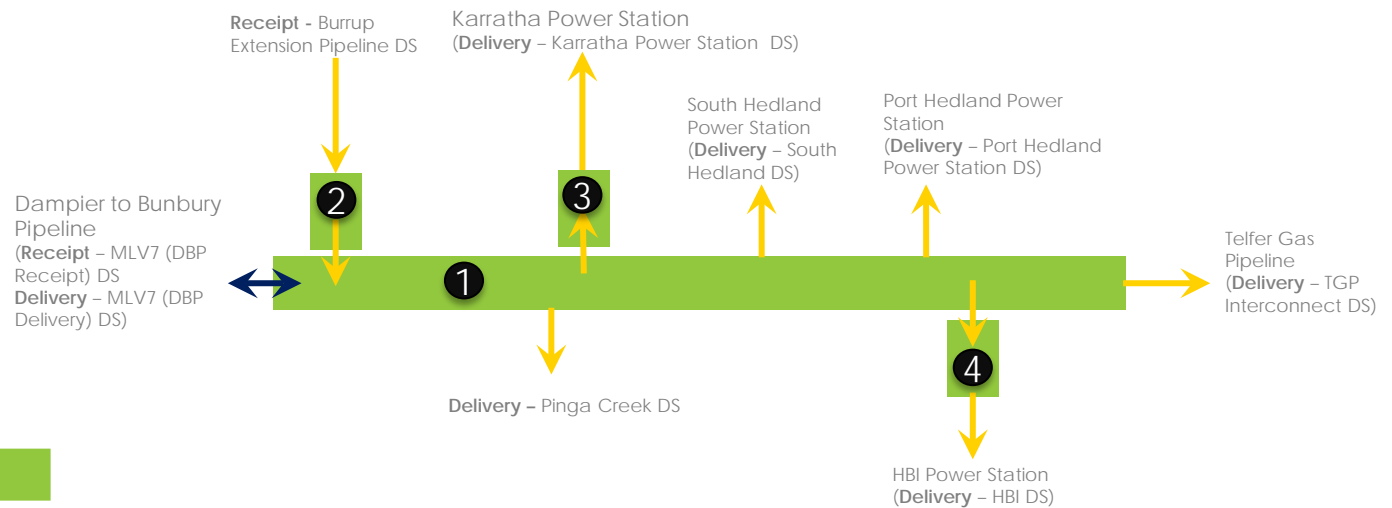 Receipt - Burrup
Extension Pipeline DS
Karratha Power Station
(Delivery – Karratha Power Station DS)
South Hedland
Power Station
(Delivery – South
Hedland DS)
Port Hedland Power
Station
(Delivery – Port Hedland
Power Station DS)
2
3
Dampier to Bunbury
Pipeline
(Receipt – MLV7 (DBP
Receipt) DS
Delivery – MLV7 (DBP
Delivery) DS)
1
Telfer Gas
Pipeline
(Delivery – TGP
Interconnect DS)
4
Delivery – Pinga Creek DS
HBI Power Station
(Delivery – HBI DS)